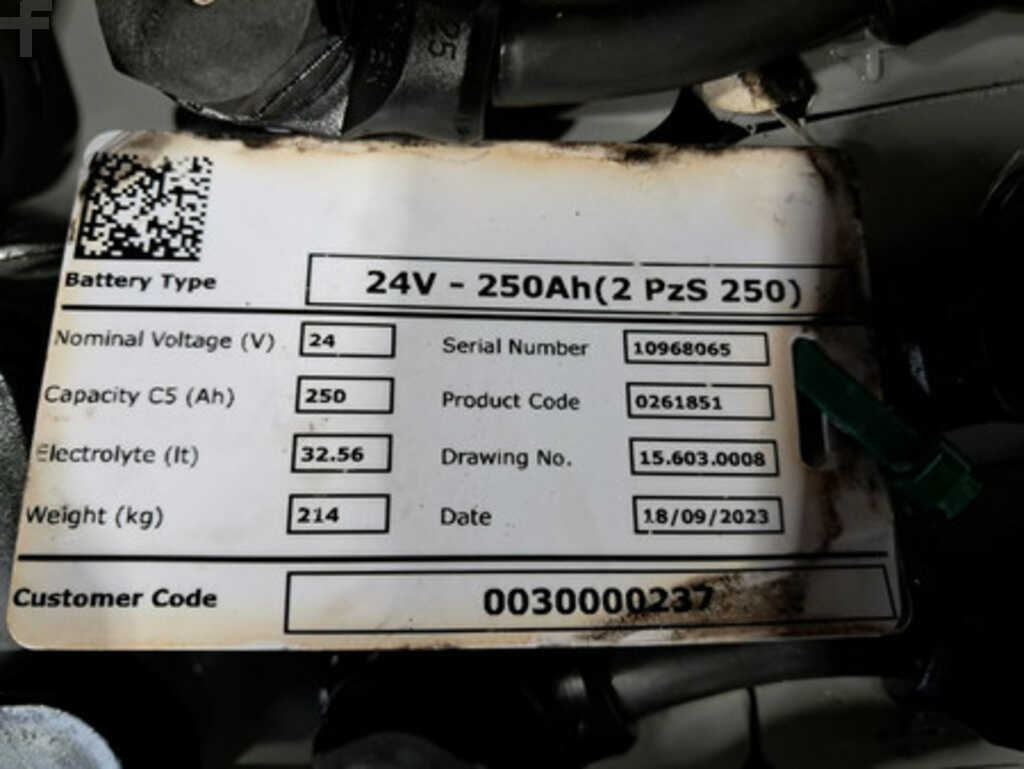 25
Battery Type 24V - 250Ah(2 PzS 250)
Nominal Voltage (V) 24 Serial Number 10968065
Capacity C5 (Ah) 250 Product Code 0261851
Electrolyte (lt) 32.56 Drawing No. 15.603.0008
Weight (kg) 214 Date 18/09/2023
Customer Code 0030000237